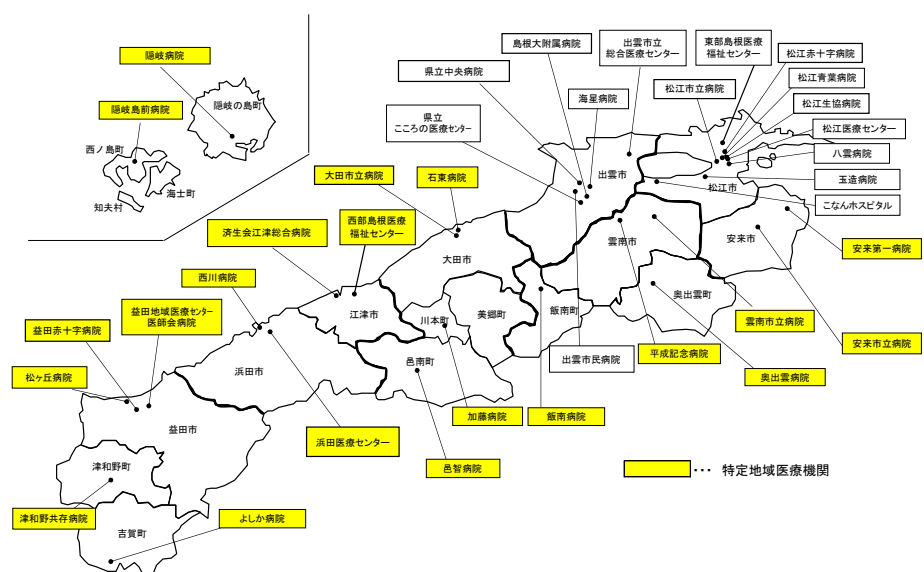 隠岐病院
隠岐島前病院
隠岐の島町
西ノ島町
海士町
知夫村
島根大附属病院
出雲市立
総合医療センター
東部島根医療
福祉センター
松江赤十字病院
県立中央病院
松江青葉病院
海星病院
松江市立病院
松江生協病院
県立
こころの医療センター
松江医療センター
八雲病院
出雲市
玉造病院
松江市
こなんホスピタル
大田市立病院
石東病院
済生会江津総合病院
西部島根医療
福祉センター
雲南市
安来市
安来第一病院
大田市
西川病院
奥出雲町
益田地域医療センター
医師会病院
江津市
川本町
美郷町
飯南町
雲南市立病院
益田赤十字病院
安来市立病院
出雲市民病院
平成記念病院
邑南町
浜田市
奥出雲病院
松ヶ丘病院
加藤病院
飯南病院
益田市
浜田医療センター
邑智病院
津和野町
･･･ 特定地域医療機関
津和野共存病院
よしか病院
吉賀町